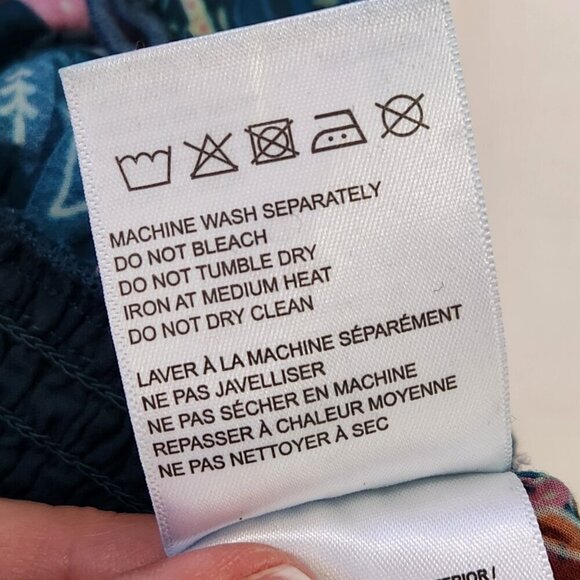 MACHINE WASH SEPARATELY
DO NOT BLEACH
DO NOT TUMBLE DRY
IRON AT MEDIUM HEAT
DO NOT DRY CLEAN
LAVER À LA MACHINE SÉPARÉMENT
NE PAS JAVELLISER
NE PAS SÉCHER EN MACHINE
REPASSER À CHALEUR MOYENNE
NE PAS NETTOYER À SEC